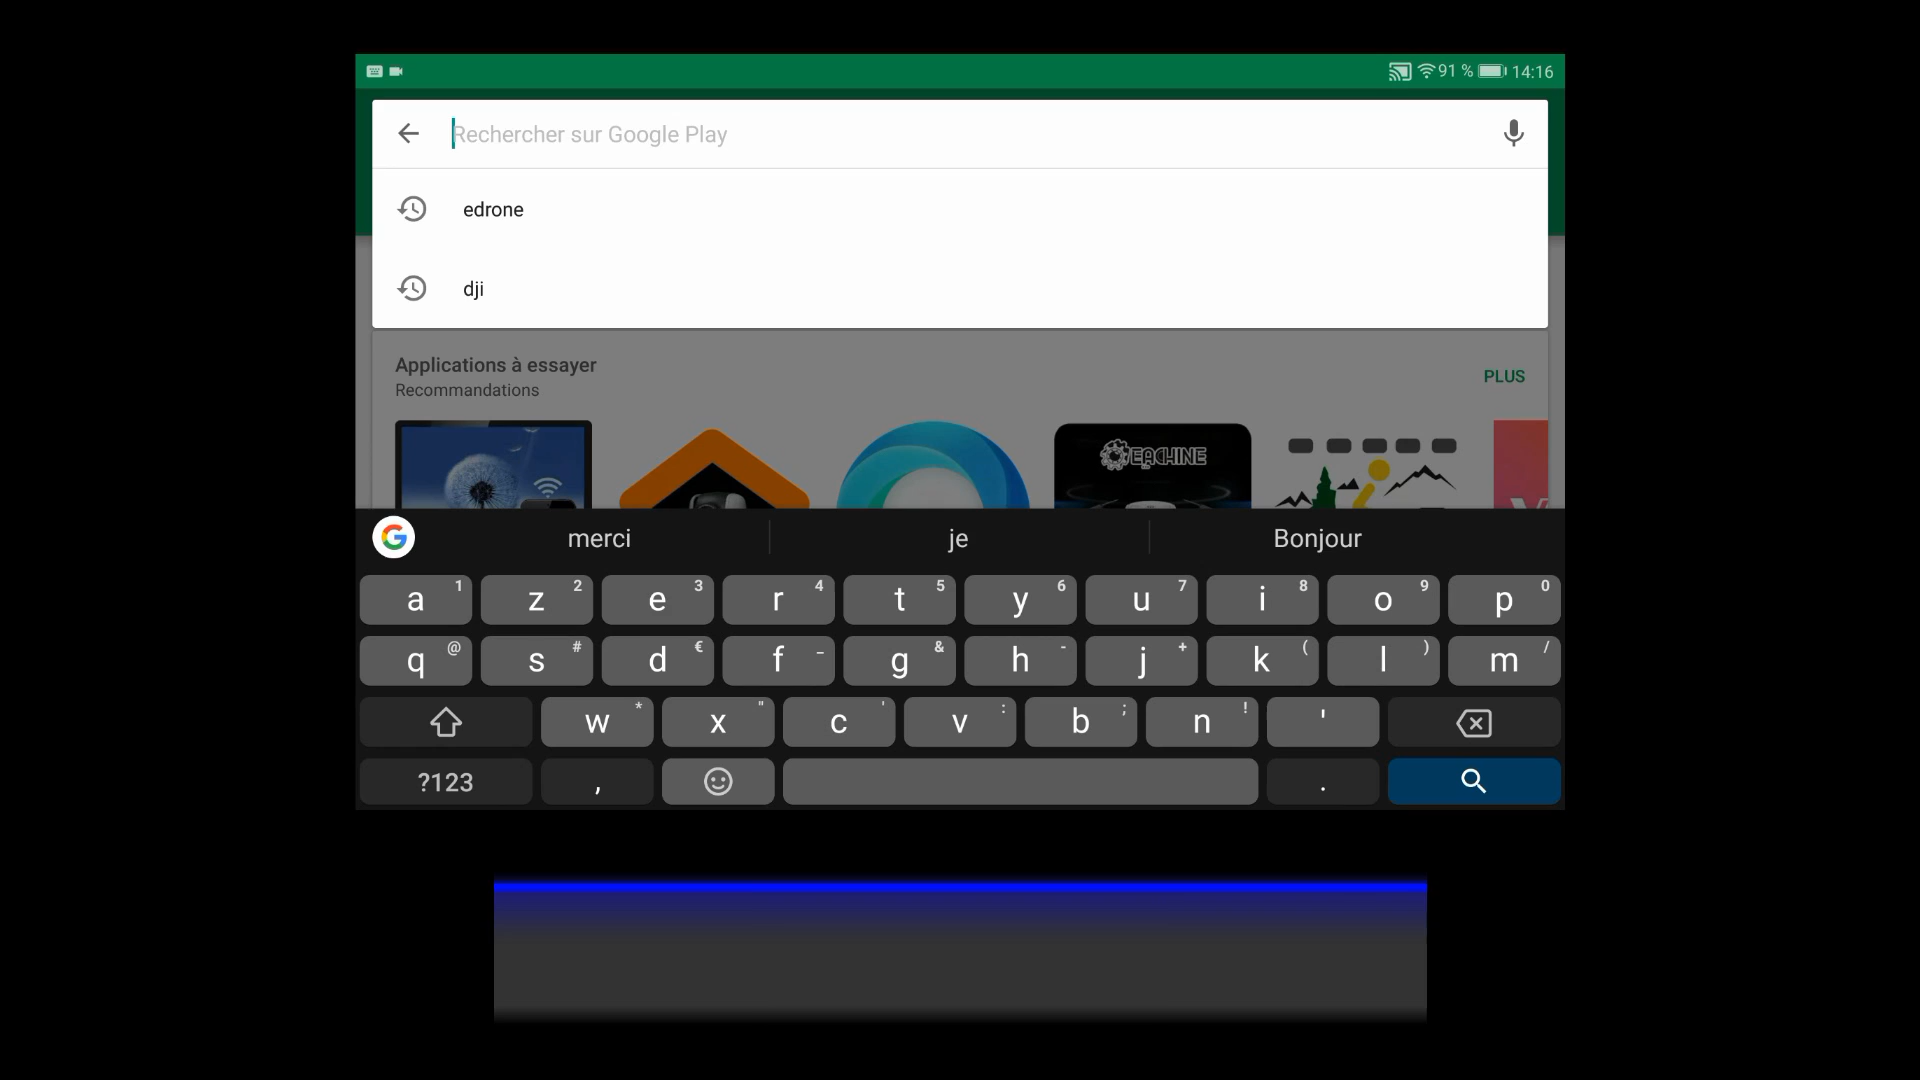 91 % 14:16
Rechercher sur Google Play
edrone
dji
Applications à essayer
Recommandations
PLUS
EACHINE
merci je Bonjour
a 1 z 2 e 3 r 4 t 5 y 6 u 7 i 8 o 9 p 0
q @ s # d € f _ g & h - j + k ( l ) m /
w * x " c ' v : b ; n ! '
?123 , .